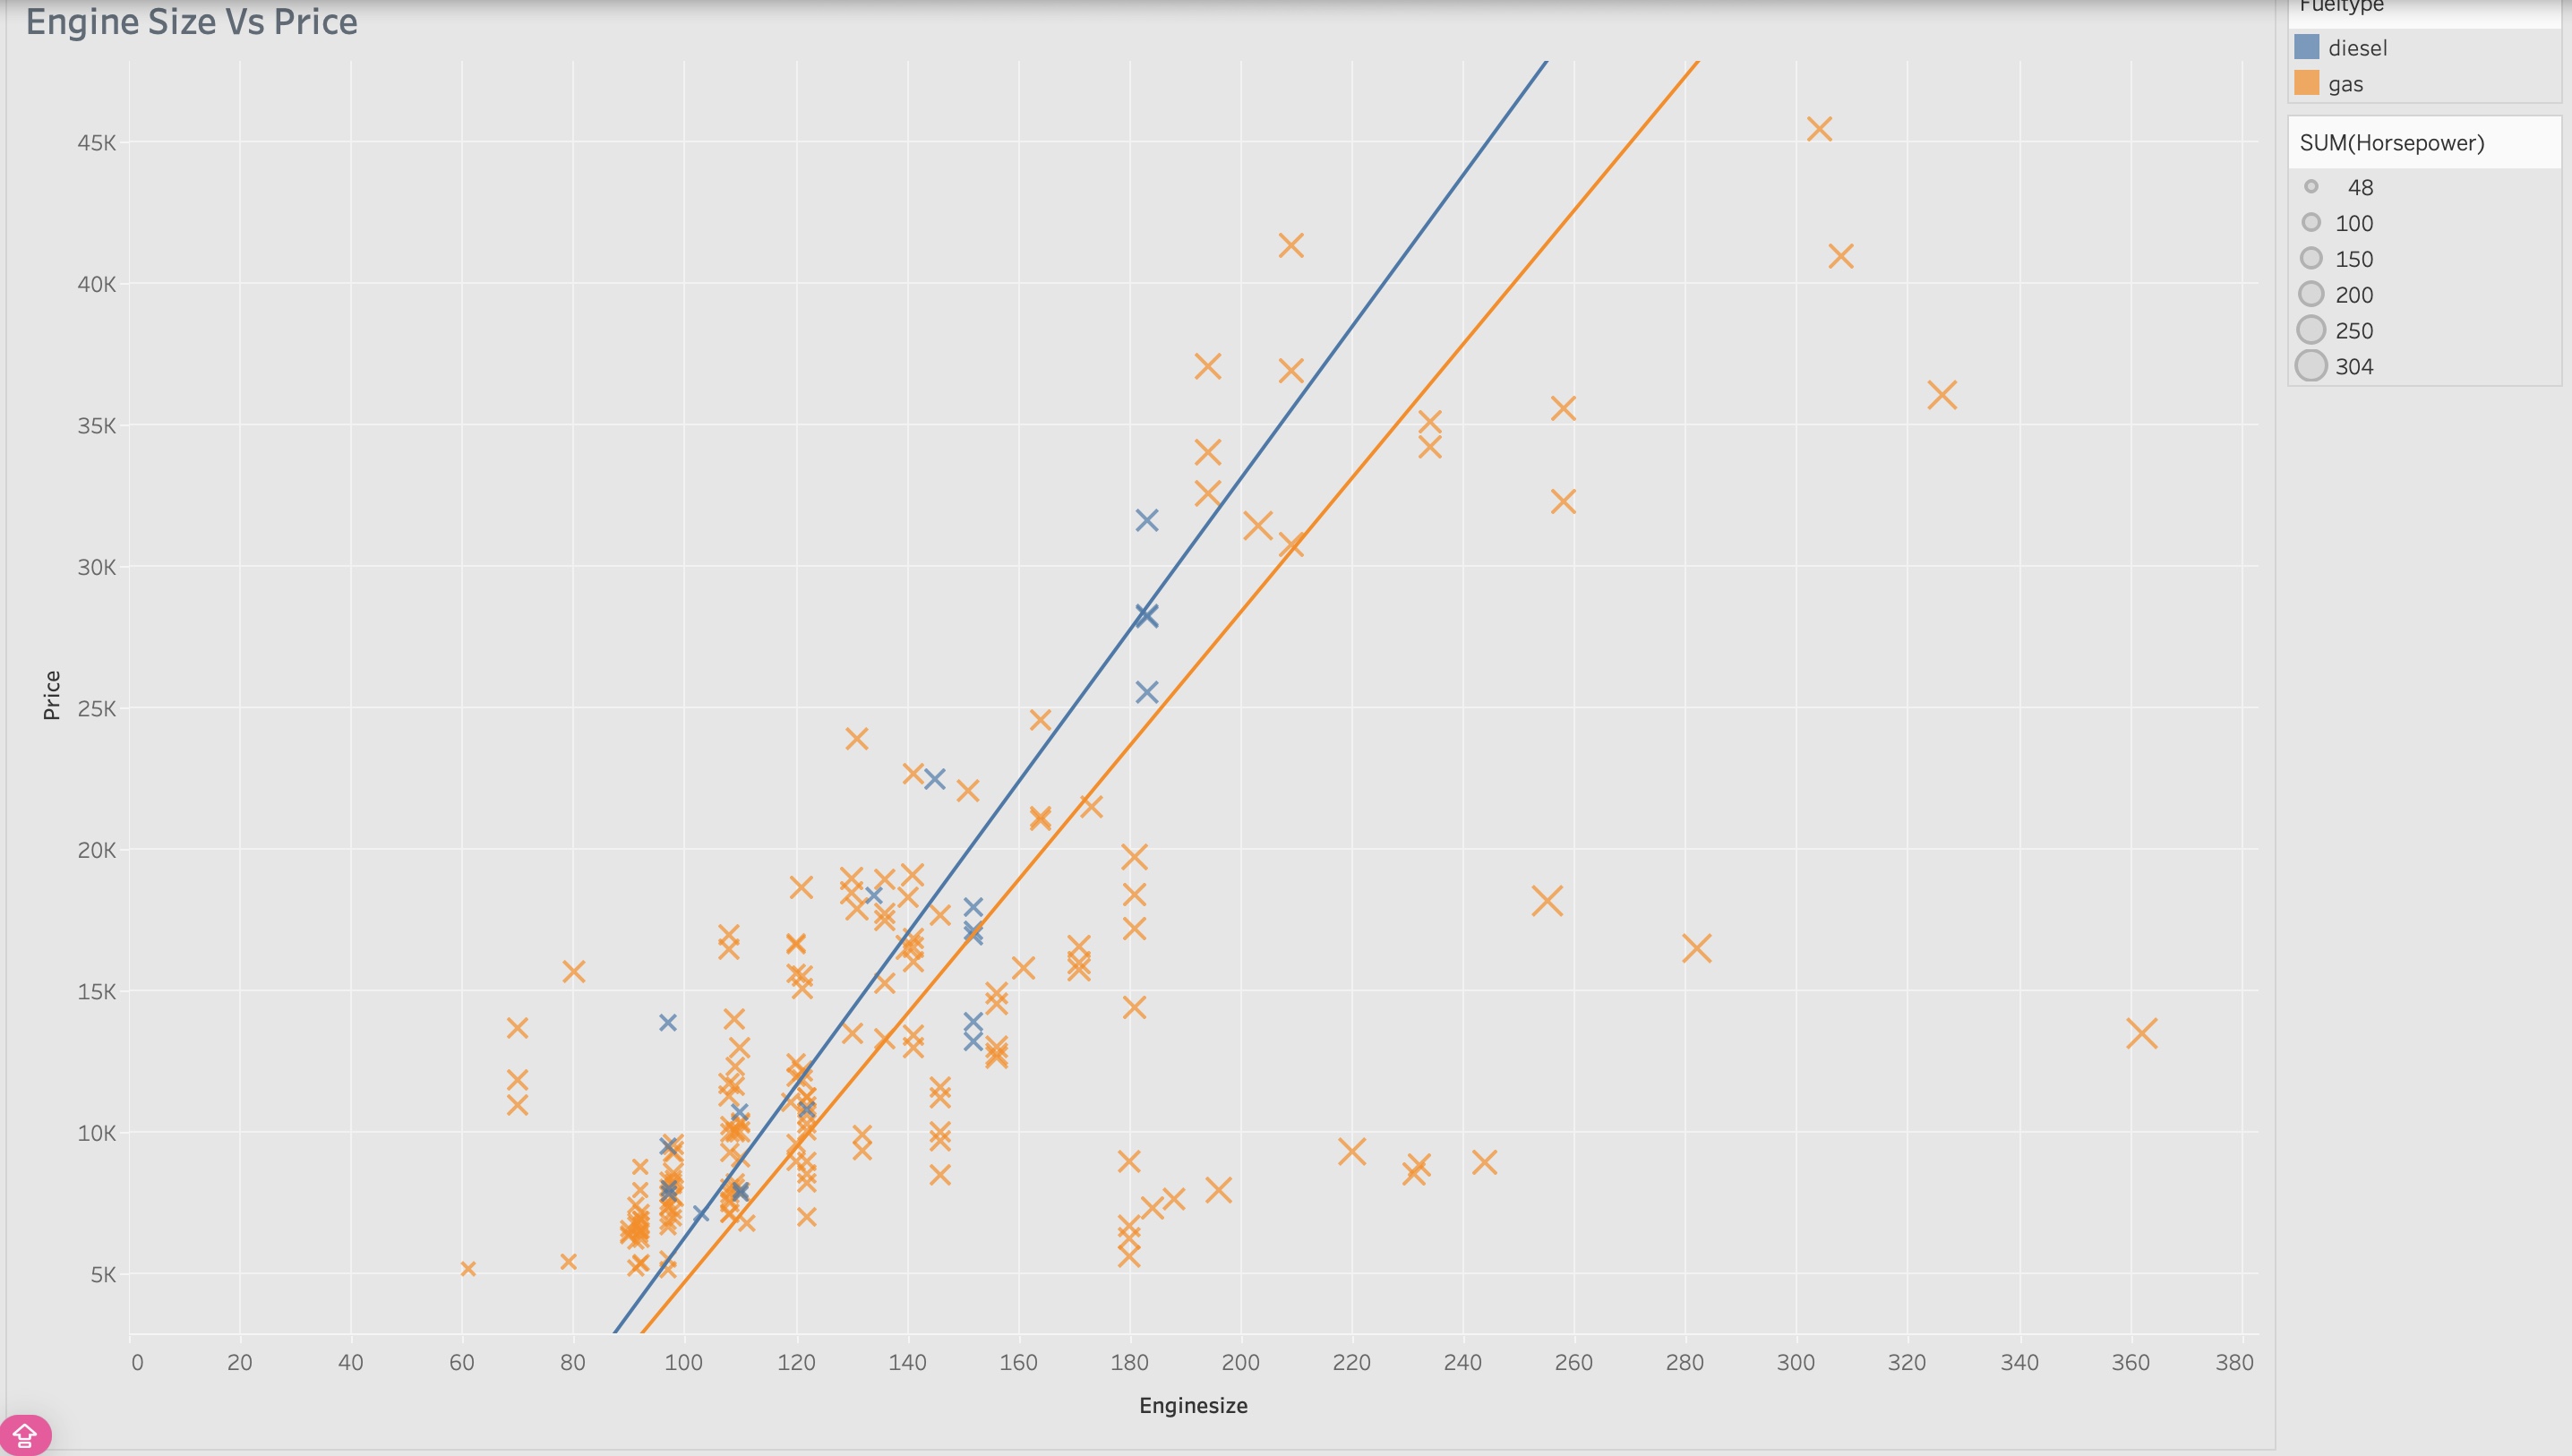 Engine Size Vs Price
Fueltype
diesel
gas
SUM(Horsepower)
48
100
150
200
250
304
45K
40K
35K
30K
25K
20K
15K
10K
5K
Price
0 20 40 60 80 100 120 140 160 180 200 220 240 260 280 300 320 340 360 380
Enginesize